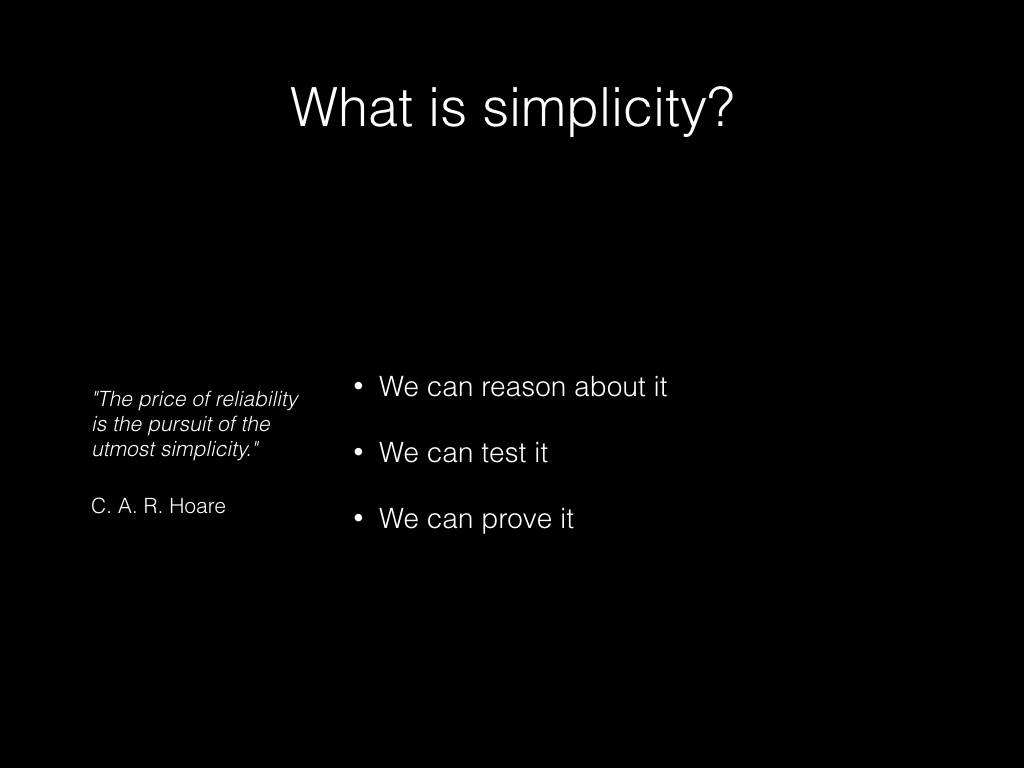 What is simplicity?
"The price of reliability
is the pursuit of the
utmost simplicity."
C. A. R. Hoare
• We can reason about it
• We can test it
• We can prove it